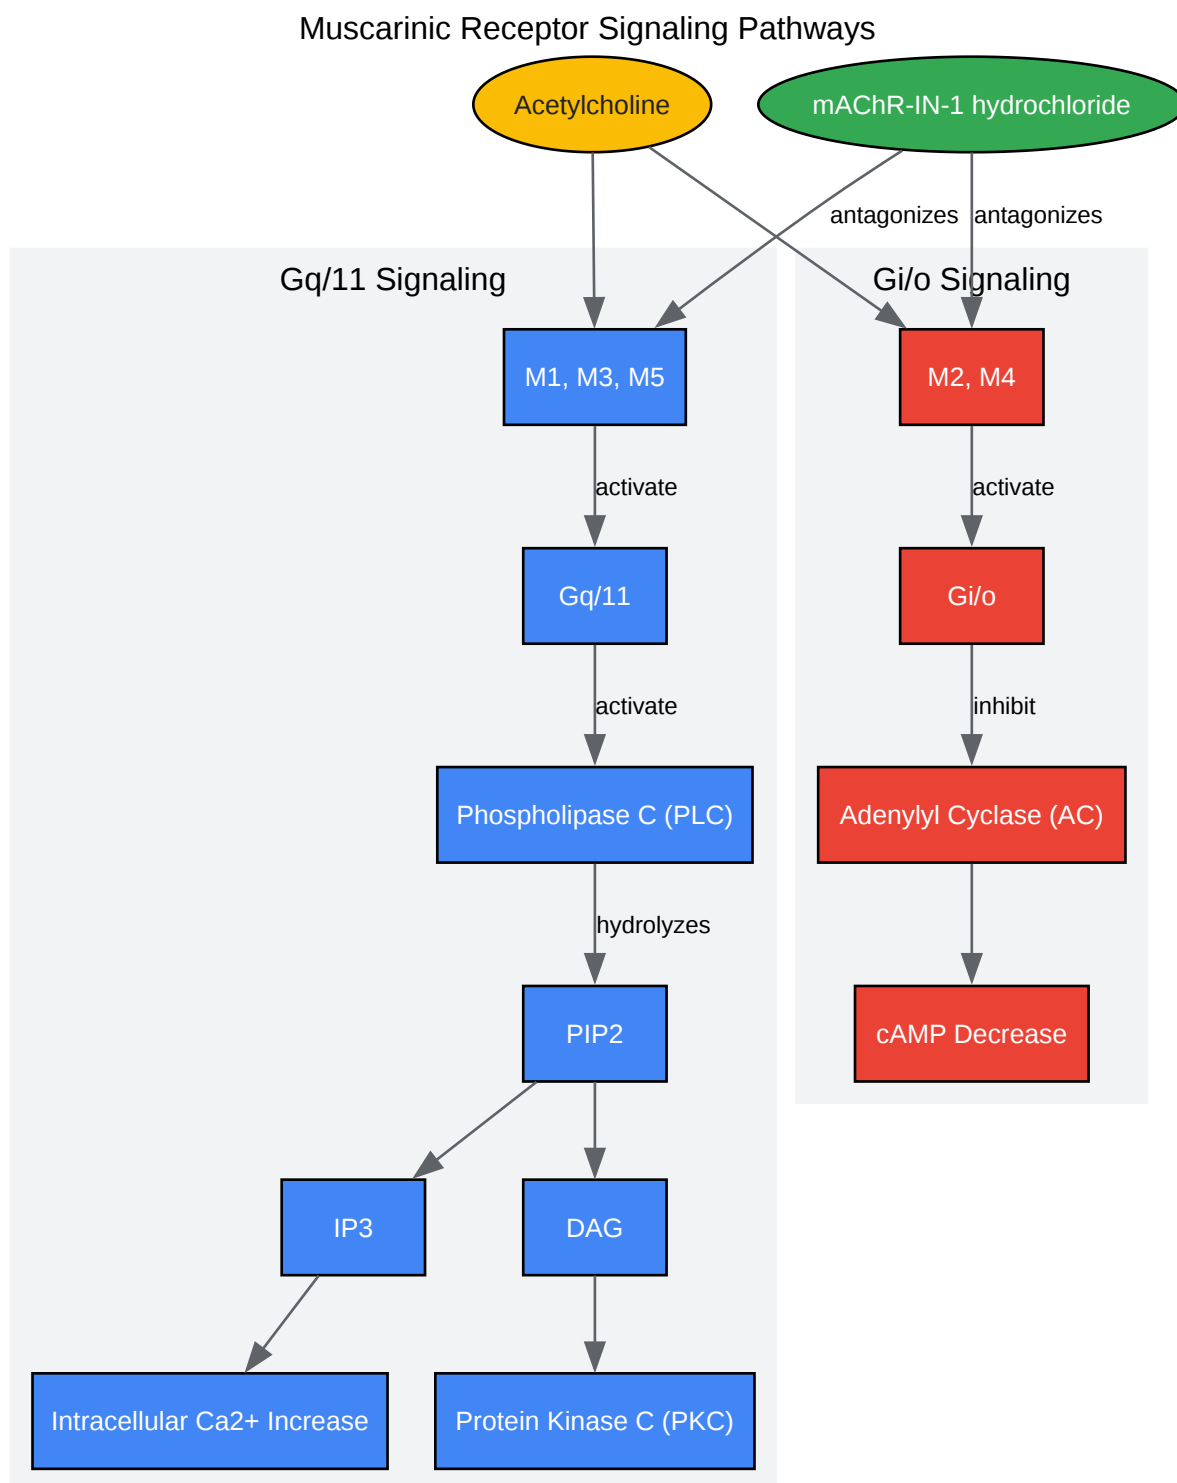 Muscarinic Receptor Signaling Pathways
Acetylcholine
mAChR-IN-1 hydrochloride
antagonizes
antagonizes
Gq/11 Signaling
Gi/o Signaling
M1, M3, M5
M2, M4
activate
activate
Gq/11
Gi/o
activate
inhibit
Phospholipase C (PLC)
Adenylyl Cyclase (AC)
hydrolyzes
PIP2
cAMP Decrease
IP3
DAG
Intracellular Ca2+ Increase
Protein Kinase C (PKC)